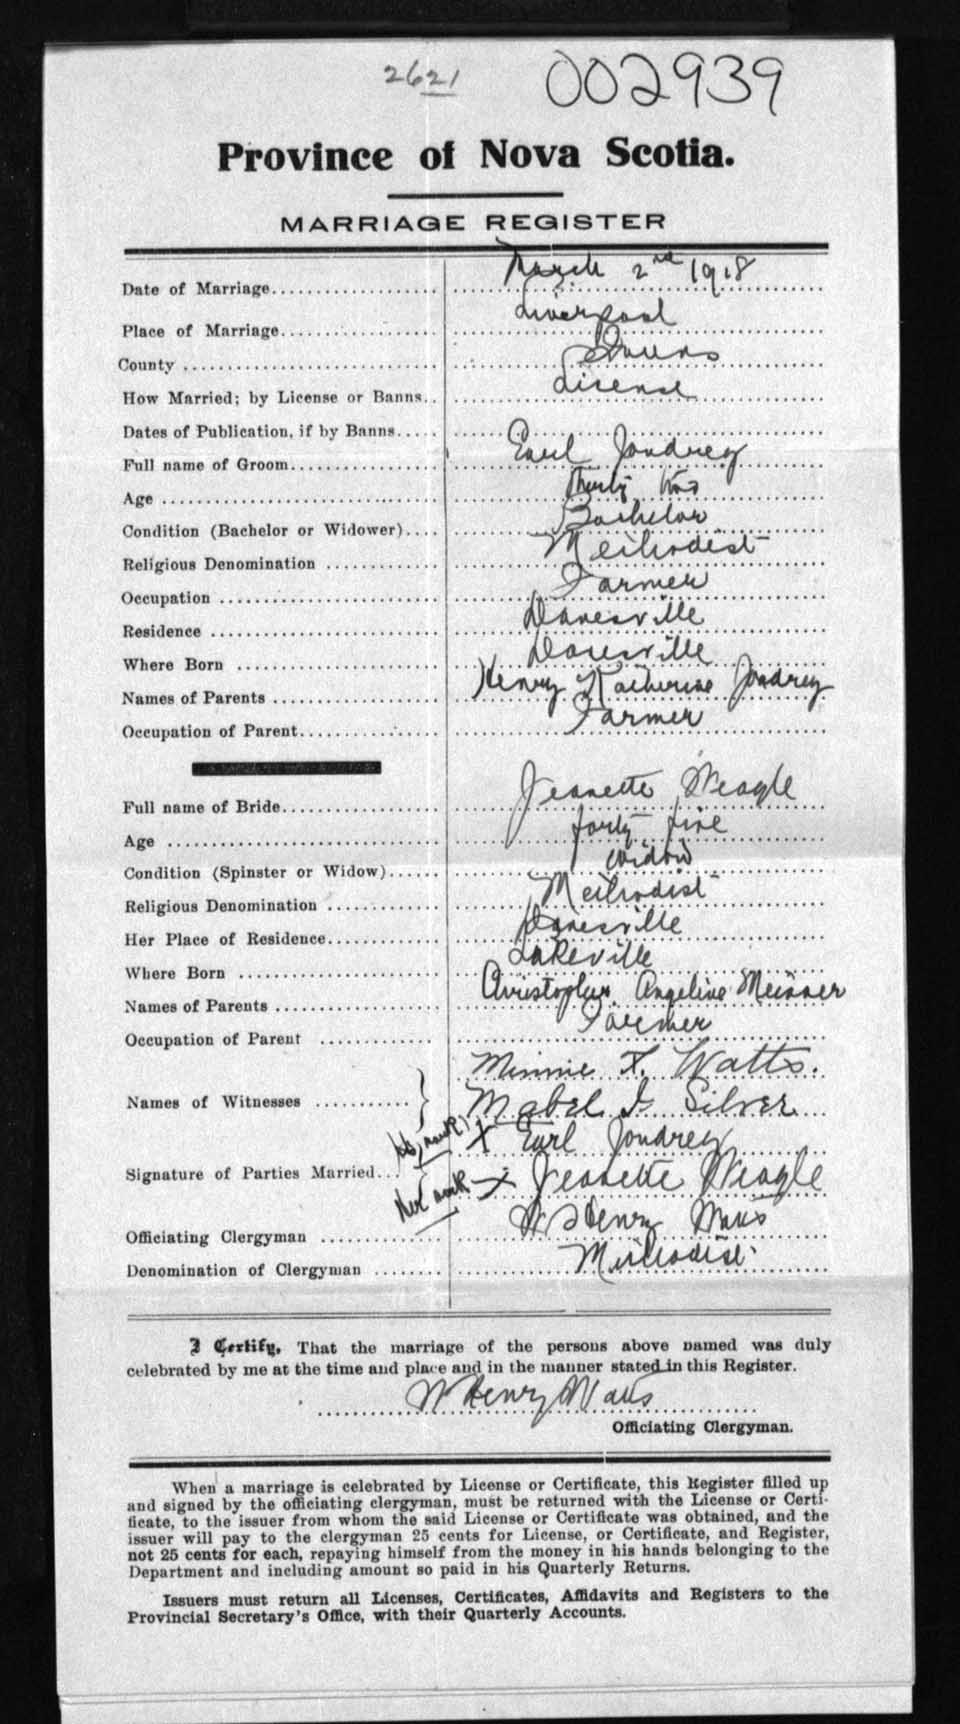 2621 002939
Province of Nova Scotia.
MARRIAGE REGISTER
Date of Marriage March 2nd 1918
Place of Marriage Liverpool
County Queens
How Married; by License or Banns License
Dates of Publication, if by Banns
Full name of Groom Earl Joudrey
Age Thirty two
Condition (Bachelor or Widower) Bachelor
Religious Denomination Methodist
Occupation Farmer
Residence Danesville
Where Born Danesville
Names of Parents Henry Katherine Joudrey
Occupation of Parent Farmer
Full name of Bride Jeanette Weagle
Age forty five
Condition (Spinster or Widow) widow
Religious Denomination Methodist
Her Place of Residence Danesville
Where Born Lakeville
Names of Parents Christopher Angeline Meisner
Occupation of Parent Farmer
Minnie F. Watts.
Names of Witnesses Mabel I Silver
his mark X Earl Joudrey
Signature of Parties Married
Her mark X Jeanette Weagle
Officiating Clergyman W Henry
Denomination of Clergyman Methodist
I Certify, That the marriage of the persons above named was duly
celebrated by me at the time and place and in the manner stated in this Register.
W Henry
Officiating Clergyman.
When a marriage is celebrated by License or Certificate, this Register filled up
and signed by the officiating clergyman, must be returned with the License or Certi-
ficate, to the issuer from whom the said License or Certificate was obtained, and the
issuer will pay to the clergyman 25 cents for License, or Certificate, and Register,
not 25 cents for each, repaying himself from the money in his hands belonging to the
Department and including amount so paid in his Quarterly Returns.
Issuers must return all Licenses, Certificates, Affidavits and Registers to the
Provincial Secretary's Office, with their Quarterly Accounts.